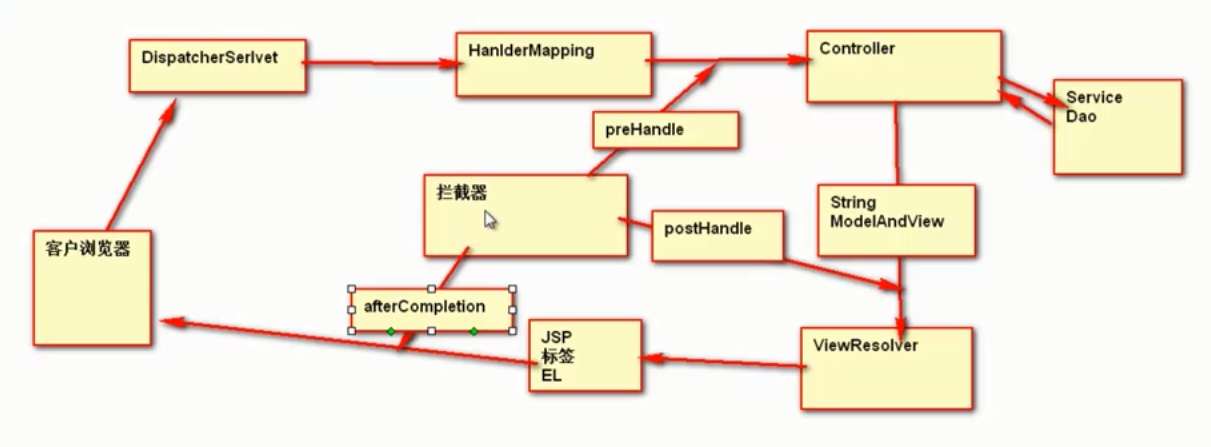 DispatcherSerlvet
HanlderMapping
Controller
Service
Dao
preHandle
拦截器
String
ModelAndView
postHandle
客户浏览器
afterCompletion
JSP
标签
EL
ViewResolver